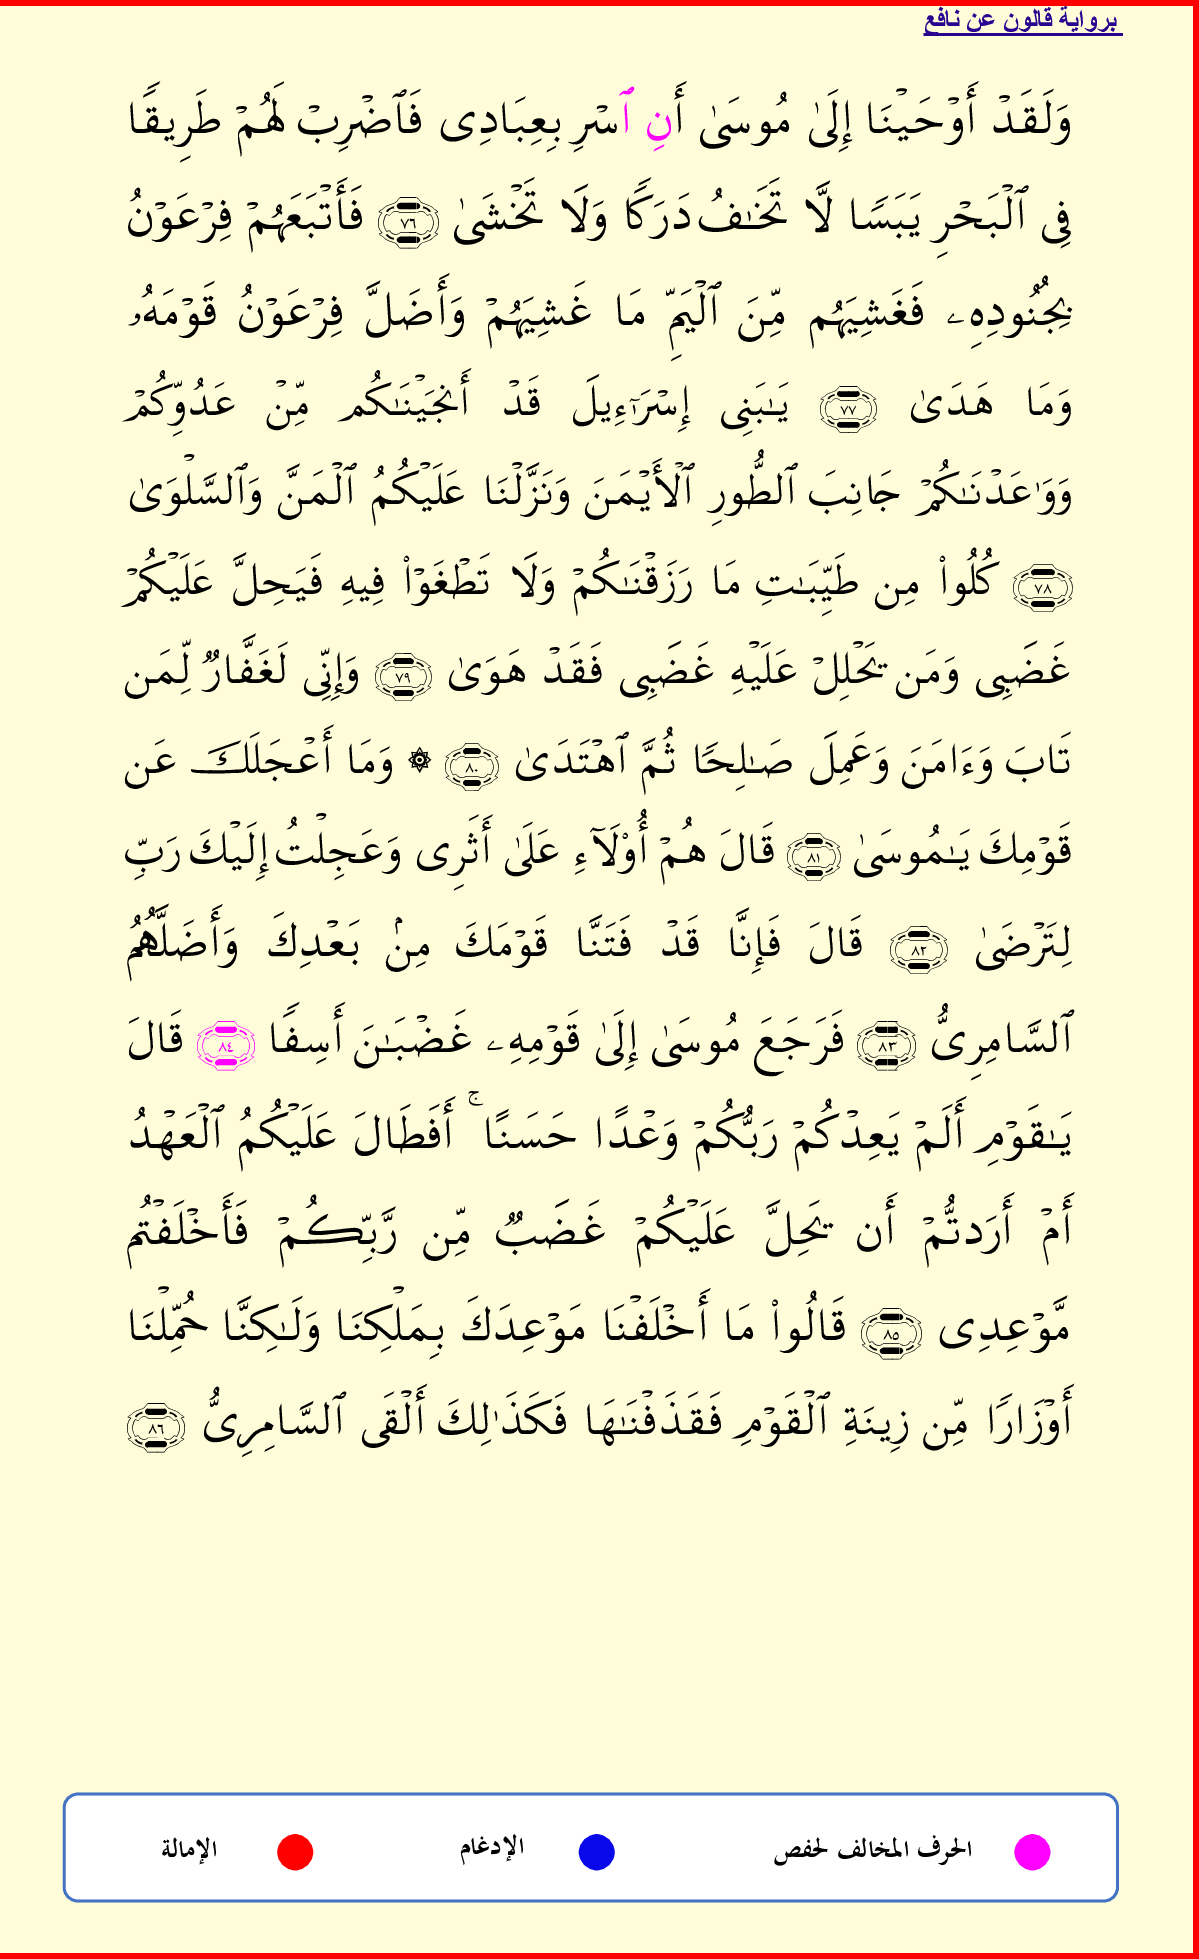 برواية قالون عن نافع
وَلَقَدْ أَوْحَيْنَا إِلَىٰ مُوسَىٰ أَنِ ٱسْرِ بِعِبَادِى فَٱضْرِبْ لَهُمْ طَرِيقًا
فِى ٱلْبَحْرِ يَبَسًا لَّا تَخَـٰفُ دَرَكًا وَلَا تَخْشَىٰ ٧٦ فَأَتْبَعَهُمْ فِرْعَوْنُ
بِجُنُودِهِۦ فَغَشِيَهُم مِّنَ ٱلْيَمِّ مَا غَشِيَهُمْ وَأَضَلَّ فِرْعَوْنُ قَوْمَهُۥ
وَمَا هَدَىٰ ٧٧ يَـٰبَنِى إِسْرَٰٓءِيلَ قَدْ أَنجَيْنَـٰكُم مِّنْ عَدُوِّكُمْ
وَوَٰعَدْنَـٰكُمْ جَانِبَ ٱلطُّورِ ٱلْأَيْمَنَ وَنَزَّلْنَا عَلَيْكُمُ ٱلْمَنَّ وَٱلسَّلْوَىٰ
٧٨ كُلُوا۟ مِن طَيِّبَـٰتِ مَا رَزَقْنَـٰكُمْ وَلَا تَطْغَوْا۟ فِيهِ فَيَحِلَّ عَلَيْكُمْ
غَضَبِى وَمَن يَحْلِلْ عَلَيْهِ غَضَبِى فَقَدْ هَوَىٰ ٧٩ وَإِنِّى لَغَفَّارٌ لِّمَن
تَابَ وَءَامَنَ وَعَمِلَ صَـٰلِحًا ثُمَّ ٱهْتَدَىٰ ٨٠ ۞ وَمَا أَعْجَلَكَ عَن
قَوْمِكَ يَـٰمُوسَىٰ ٨١ قَالَ هُمْ أُو۟لَآءِ عَلَىٰ أَثَرِى وَعَجِلْتُ إِلَيْكَ رَبِّ
لِتَرْضَىٰ ٨٢ قَالَ فَإِنَّا قَدْ فَتَنَّا قَوْمَكَ مِنۢ بَعْدِكَ وَأَضَلَّهُمُ
ٱلسَّامِرِىُّ ٨٣ فَرَجَعَ مُوسَىٰ إِلَىٰ قَوْمِهِۦ غَضْبَـٰنَ أَسِفًا ٨٤ قَالَ
يَـٰقَوْمِ أَلَمْ يَعِدْكُمْ رَبُّكُمْ وَعْدًا حَسَنًا ۚ أَفَطَالَ عَلَيْكُمُ ٱلْعَهْدُ
أَمْ أَرَدتُّمْ أَن يَحِلَّ عَلَيْكُمْ غَضَبٌ مِّن رَّبِّكُمْ فَأَخْلَفْتُم
مَّوْعِدِى ٨٥ قَالُوا۟ مَا أَخْلَفْنَا مَوْعِدَكَ بِمَلْكِنَا وَلَـٰكِنَّا حُمِّلْنَا
أَوْزَارًا مِّن زِينَةِ ٱلْقَوْمِ فَقَذَفْنَـٰهَا فَكَذَٰلِكَ أَلْقَى ٱلسَّامِرِىُّ ٨٦
الحرف المخالف لحفص الإدغام الإمالة